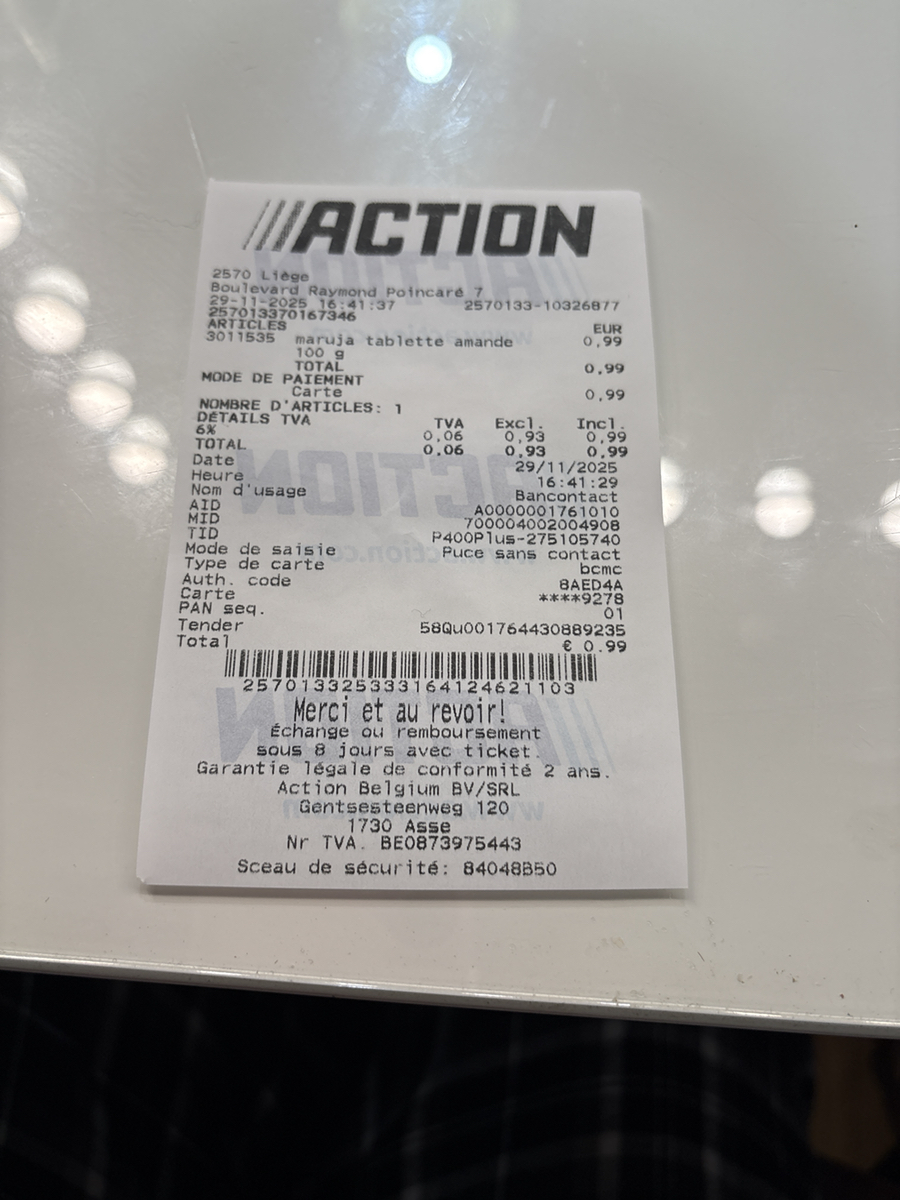 ///ACTION
2570 Liège
Boulevard Raymond Poincaré 7
29-11-2025 16:41:37 2570133-10326877
257013370167346
ARTICLES EUR
3011535 maruja tablette amande 0,99
100 g
TOTAL 0,99
MODE DE PAIEMENT
Carte 0,99
NOMBRE D'ARTICLES: 1
DÉTAILS TVA TVA Excl. Incl.
6% 0,06 0,93 0,99
TOTAL 0,06 0,93 0,99
Date 29/11/2025
Heure 16:41:29
Nom d'usage Bancontact
AID A0000001761010
MID 700004002004908
TID P400Plus-275105740
Mode de saisie Puce sans contact
Type de carte bcmc
Auth. code 8AED4A
Carte ****9278
PAN seq. 01
Tender 58Qu001764430889235
Total € 0.99
257013325333164124621103
Merci et au revoir!
Échange ou remboursement
sous 8 jours avec ticket.
Garantie légale de conformité 2 ans.
Action Belgium BV/SRL
Gentsesteenweg 120
1730 Asse
Nr TVA. BE0873975443
Sceau de sécurité: 84048B50